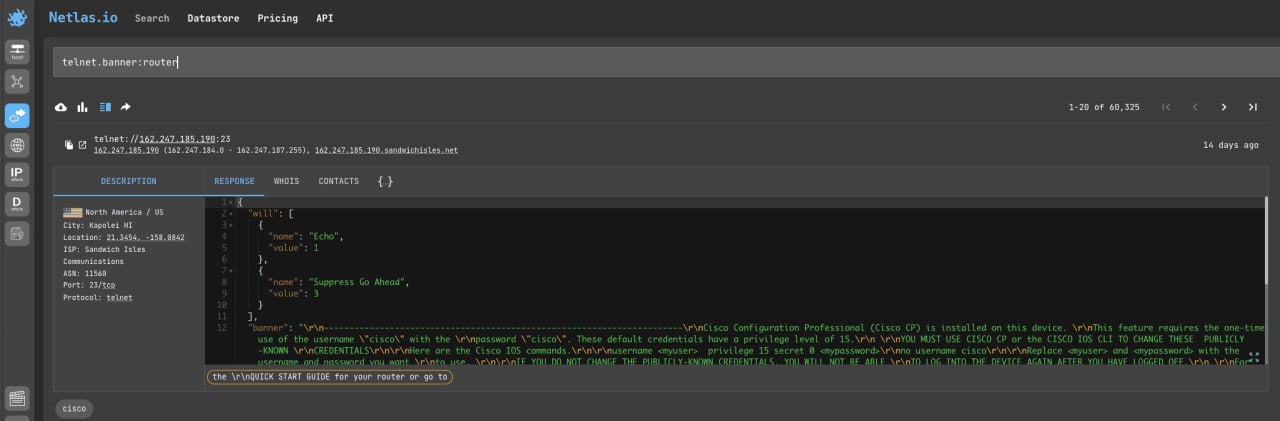 Netlas.io Search Datastore Pricing API
host
telnet.banner:router
1-20 of 60,325
telnet://162.247.185.190:23
162.247.185.190 (162.247.184.0 - 162.247.187.255), 162.247.185.190.sandwichisles.net
14 days ago
IP
D
DESCRIPTION
North America / US
City: Kapolei HI
Location: 21.3454, -158.0842
ISP: Sandwich Isles
Communications
ASN: 11560
Port: 23/tcp
Protocol: telnet
RESPONSE WHOIS CONTACTS {..}
1 {
2 "will": [
3 {
4 "name": "Echo",
5 "value": 1
6 },
7 {
8 "name": "Suppress Go Ahead",
9 "value": 3
10 }
11 ],
12 "banner": "\r\n-----------------------------------------------------------------------\r\nCisco Configuration Professional (Cisco CP) is installed on this device. \r\nThis feature requires the one-time
use of the username \"cisco\" with the \r\npassword \"cisco\". These default credentials have a privilege level of 15.\r\n \r\nYOU MUST USE CISCO CP or the CISCO IOS CLI TO CHANGE THESE  PUBLICLY
-KNOWN \r\nCREDENTIALS\r\n\r\nHere are the Cisco IOS commands.\r\n\r\nusername <myuser>  privilege 15 secret 0 <mypassword>\r\nno username cisco\r\n\r\nReplace <myuser> and <mypassword> with the
username and password you want \r\nto use. \r\n\r\nIF YOU DO NOT CHANGE THE PUBLICLY-KNOWN CREDENTIALS, YOU WILL NOT BE ABLE \r\nTO LOG INTO THE DEVICE AGAIN AFTER YOU HAVE LOGGED OFF.\r\n \r\nFor
the \r\nQUICK START GUIDE for your router or go to
cisco